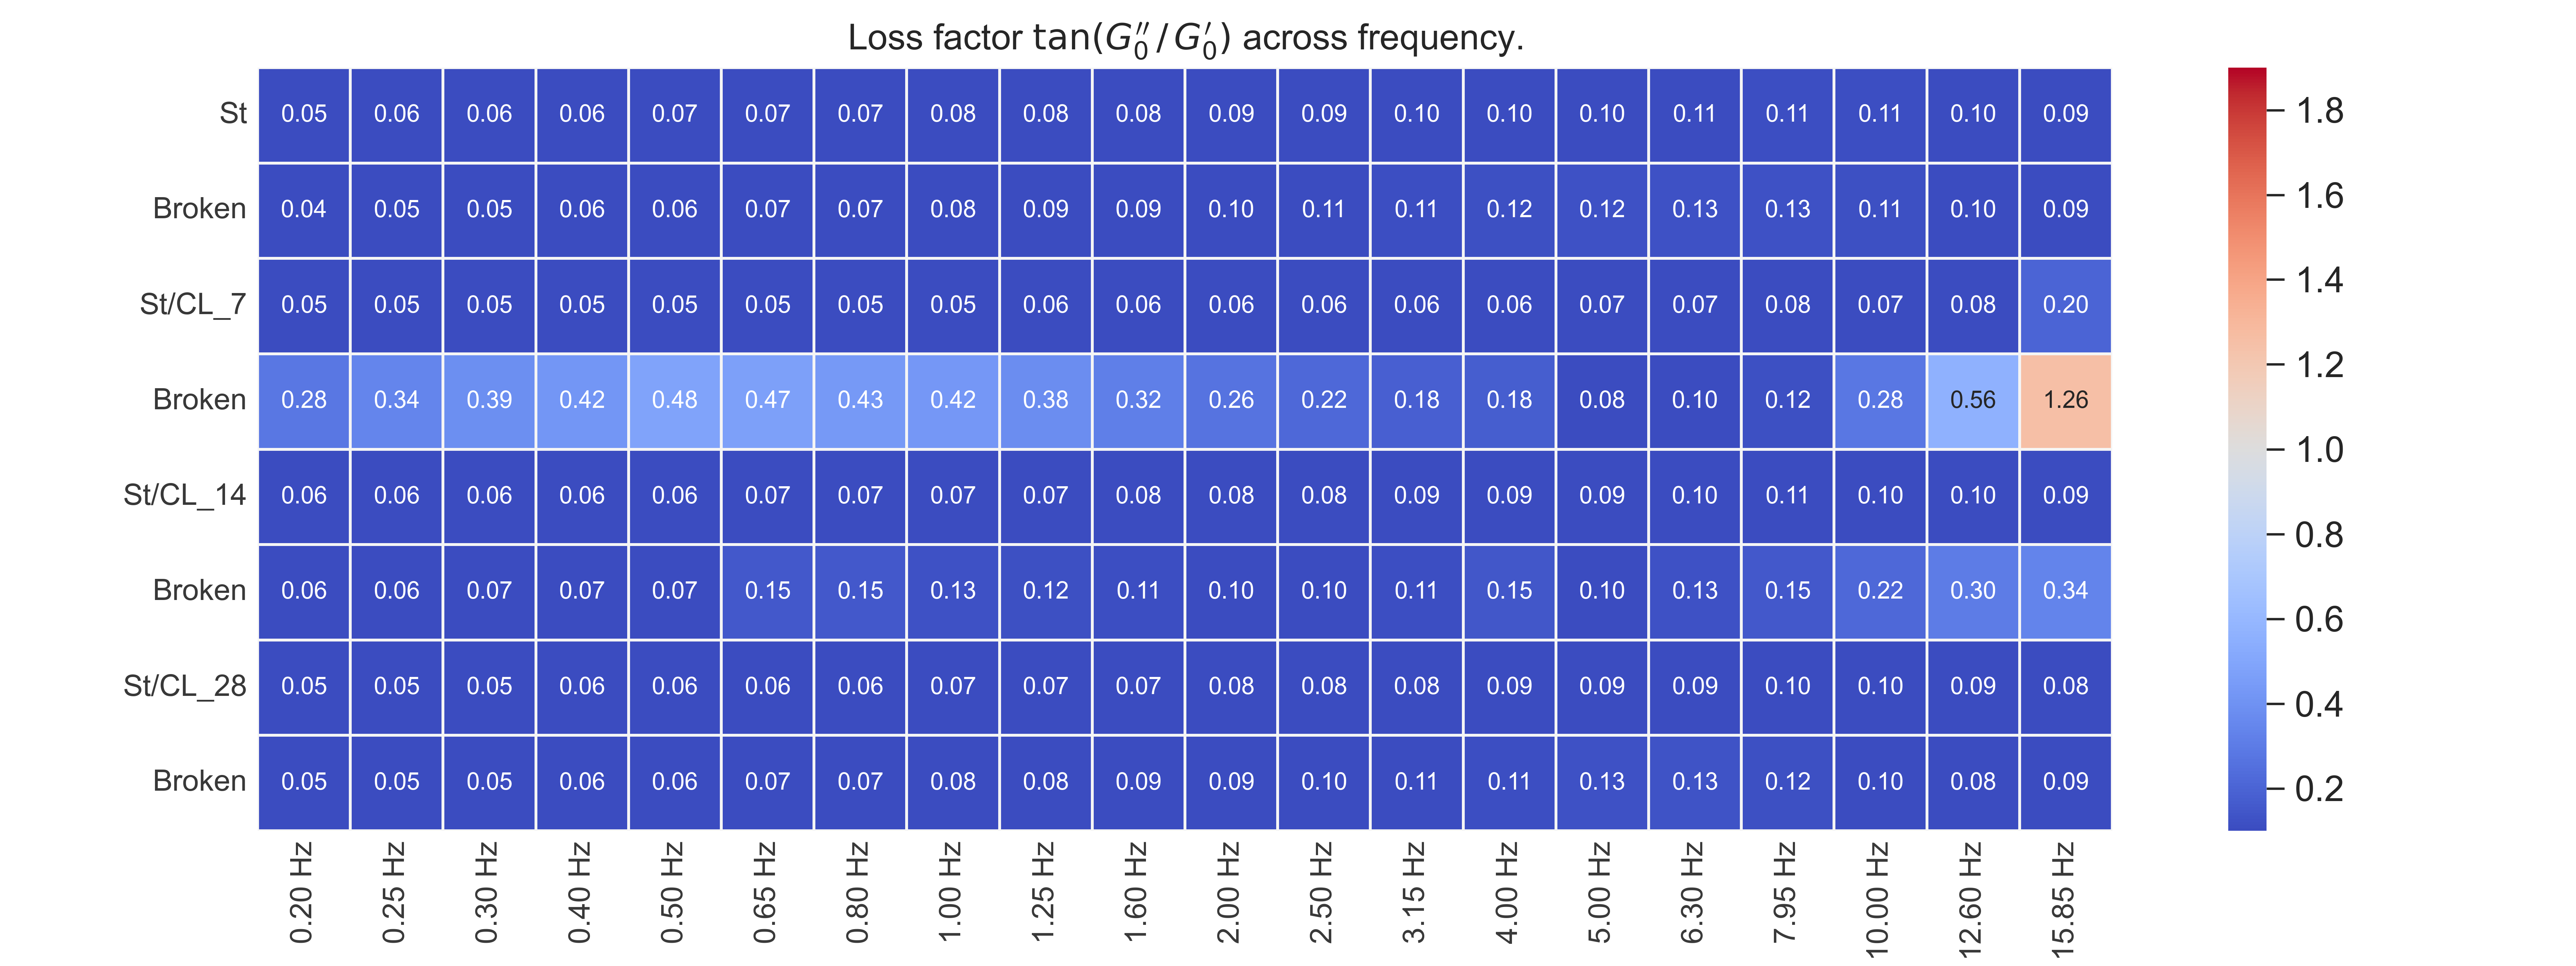 Loss factor tan(G₀″/G₀′) across frequency.
St 0.05 0.06 0.06 0.06 0.07 0.07 0.07 0.08 0.08 0.08 0.09 0.09 0.10 0.10 0.10 0.11 0.11 0.11 0.10 0.09
Broken 0.04 0.05 0.05 0.06 0.06 0.07 0.07 0.08 0.09 0.09 0.10 0.11 0.11 0.12 0.12 0.13 0.13 0.11 0.10 0.09
St/CL_7 0.05 0.05 0.05 0.05 0.05 0.05 0.05 0.05 0.06 0.06 0.06 0.06 0.06 0.06 0.07 0.07 0.08 0.07 0.08 0.20
Broken 0.28 0.34 0.39 0.42 0.48 0.47 0.43 0.42 0.38 0.32 0.26 0.22 0.18 0.18 0.08 0.10 0.12 0.28 0.56 1.26
St/CL_14 0.06 0.06 0.06 0.06 0.06 0.07 0.07 0.07 0.07 0.08 0.08 0.08 0.09 0.09 0.09 0.10 0.11 0.10 0.10 0.09
Broken 0.06 0.06 0.07 0.07 0.07 0.15 0.15 0.13 0.12 0.11 0.10 0.10 0.11 0.15 0.10 0.13 0.15 0.22 0.30 0.34
St/CL_28 0.05 0.05 0.05 0.06 0.06 0.06 0.06 0.07 0.07 0.07 0.08 0.08 0.08 0.09 0.09 0.09 0.10 0.10 0.09 0.08
Broken 0.05 0.05 0.05 0.06 0.06 0.07 0.07 0.08 0.08 0.09 0.09 0.10 0.11 0.11 0.13 0.13 0.12 0.10 0.08 0.09
0.20 Hz 0.25 Hz 0.30 Hz 0.40 Hz 0.50 Hz 0.65 Hz 0.80 Hz 1.00 Hz 1.25 Hz 1.60 Hz 2.00 Hz 2.50 Hz 3.15 Hz 4.00 Hz 5.00 Hz 6.30 Hz 7.95 Hz 10.00 Hz 12.60 Hz 15.85 Hz
1.8
1.6
1.4
1.2
1.0
0.8
0.6
0.4
0.2